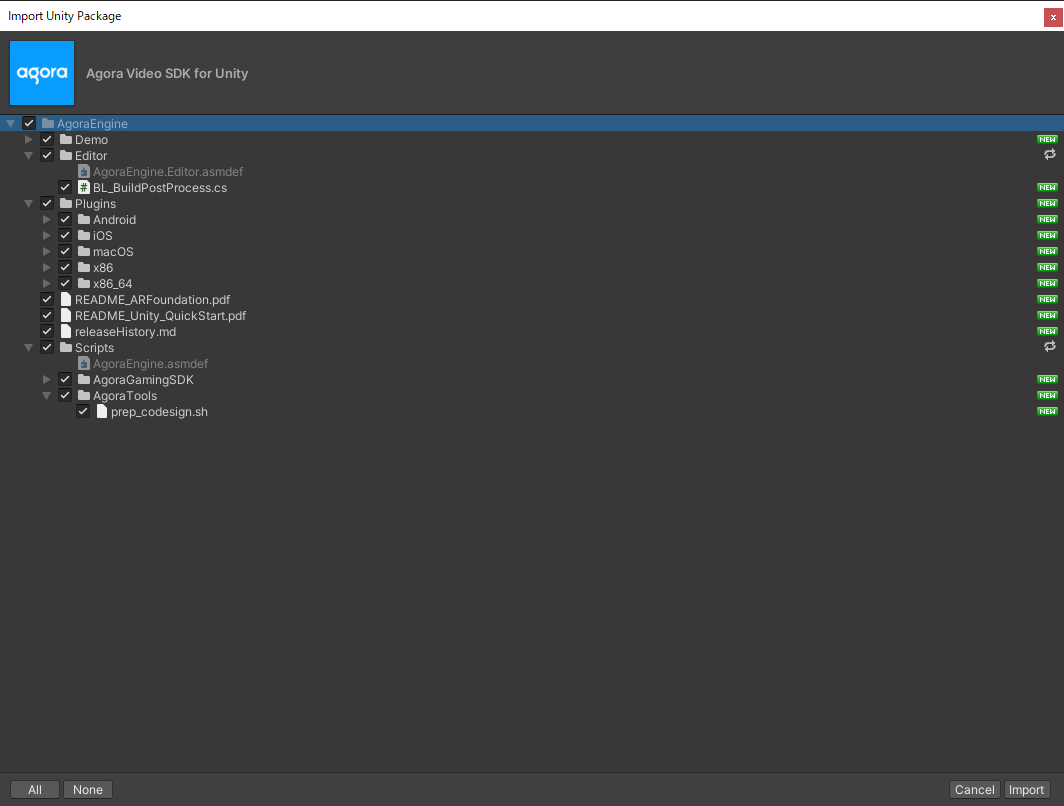 Import Unity Package
x
agora
Agora Video SDK for Unity
AgoraEngine
Demo NEW
Editor
AgoraEngine.Editor.asmdef
# BL_BuildPostProcess.cs NEW
Plugins NEW
Android NEW
iOS NEW
macOS NEW
x86 NEW
x86_64 NEW
README_ARFoundation.pdf NEW
README_Unity_QuickStart.pdf NEW
releaseHistory.md NEW
Scripts
AgoraEngine.asmdef
AgoraGamingSDK NEW
AgoraTools NEW
prep_codesign.sh NEW
All None Cancel Import